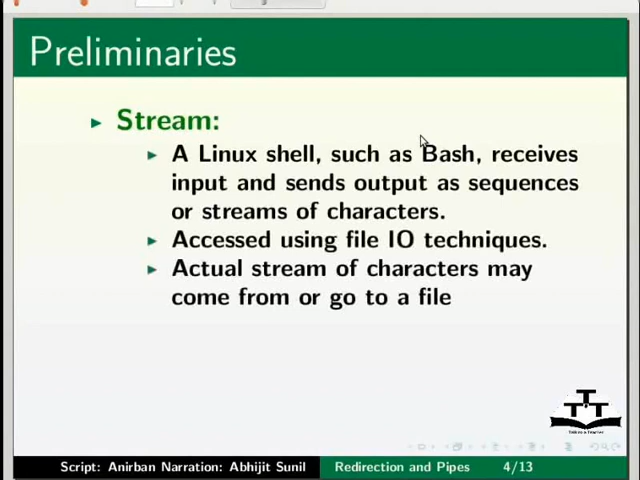 Preliminaries
Stream:
A Linux shell, such as Bash, receives
input and sends output as sequences
or streams of characters.
Accessed using file IO techniques.
Actual stream of characters may
come from or go to a file
TTT
Script: Anirban Narration: Abhijit Sunil Redirection and Pipes 4/13